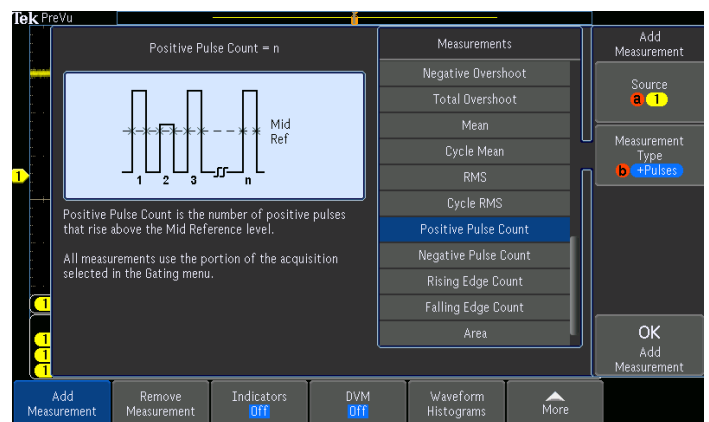 Tek PreVu
Positive Pulse Count = n
Mid
Ref
1 2 3 n
Positive Pulse Count is the number of positive pulses
that rise above the Mid Reference level.
All measurements use the portion of the acquisition
selected in the Gating menu.
Measurements
Negative Overshoot
Total Overshoot
Mean
Cycle Mean
RMS
Cycle RMS
Positive Pulse Count
Negative Pulse Count
Rising Edge Count
Falling Edge Count
Area
Add
Measurement
Source
a 1
Measurement
Type
b +Pulses
OK
Add
Measurement
1
1
1
1
1
Add
Measurement
Remove
Measurement
Indicators
Off
DVM
Off
Waveform
Histograms
More